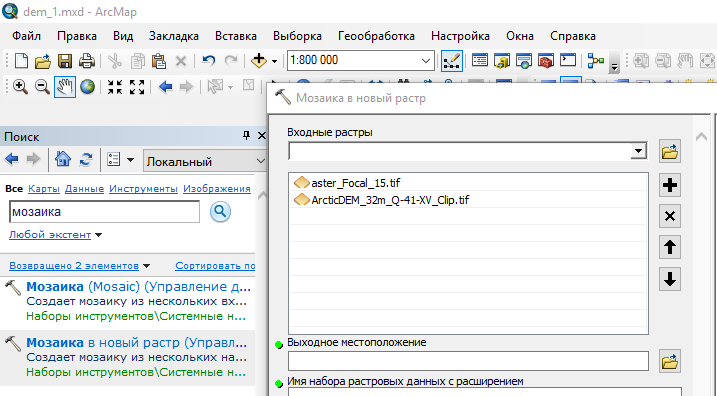 dem_1.mxd - ArcMap
Файл Правка Вид Закладка Вставка Выборка Геообработка Настройка Окна Справка
1:800 000
Мозаика в новый растр
Поиск
Входные растры
Локальный
Все Карты Данные Инструменты Изображения
aster_Focal_15.tif
мозаика
ArcticDEM_32m_Q-41-XV_Clip.tif
Любой экстент
Возвращено 2 элементов Сортировать по
Мозаика (Mosaic) (Управление д...
Создает мозаику из нескольких вх...
Наборы инструментов\Системные н...
Мозаика в новый растр (Управл...
Создает мозаику из нескольких на...
Наборы инструментов\Системные н...
Выходное местоположение
Имя набора растровых данных с расширением